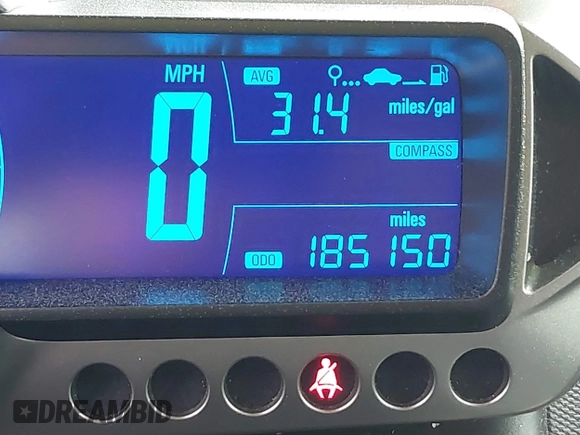 MPH
0
AVG
31.4 miles/gal
COMPASS
miles
ODO 185150
DREAMBID